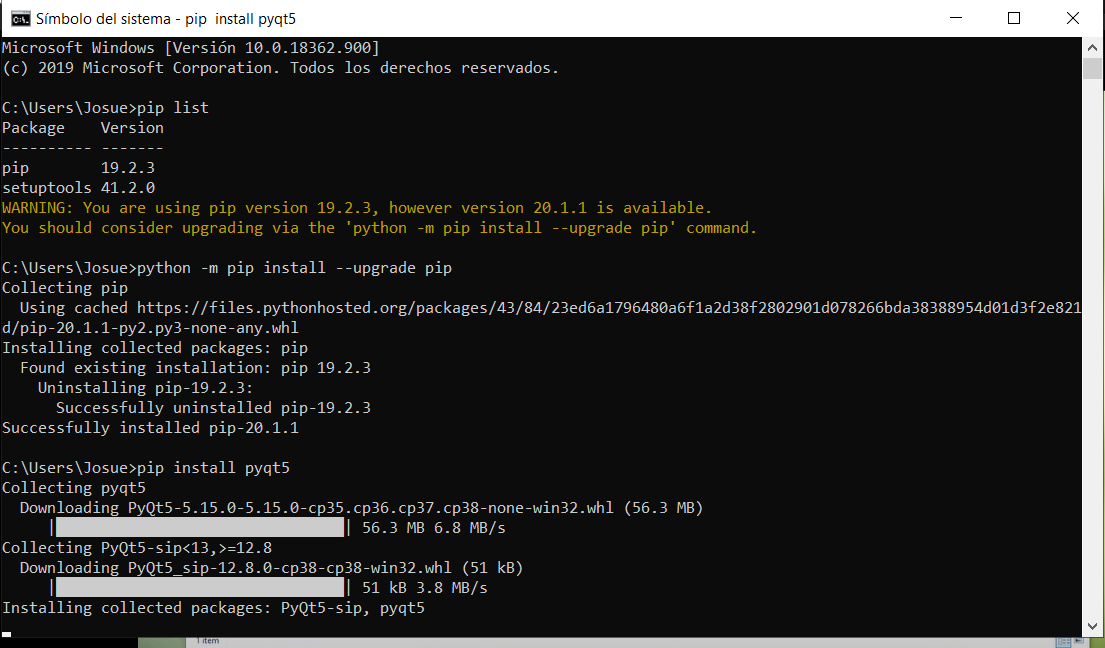 Símbolo del sistema - pip  install pyqt5
Microsoft Windows [Versión 10.0.18362.900]
(c) 2019 Microsoft Corporation. Todos los derechos reservados.
C:\Users\Josue>pip list
Package    Version
---------- -------
pip        19.2.3
setuptools 41.2.0
WARNING: You are using pip version 19.2.3, however version 20.1.1 is available.
You should consider upgrading via the 'python -m pip install --upgrade pip' command.
C:\Users\Josue>python -m pip install --upgrade pip
Collecting pip
  Using cached https://files.pythonhosted.org/packages/43/84/23ed6a1796480a6f1a2d38f2802901d078266bda38388954d01d3f2e821
d/pip-20.1.1-py2.py3-none-any.whl
Installing collected packages: pip
  Found existing installation: pip 19.2.3
    Uninstalling pip-19.2.3:
      Successfully uninstalled pip-19.2.3
Successfully installed pip-20.1.1
C:\Users\Josue>pip install pyqt5
Collecting pyqt5
  Downloading PyQt5-5.15.0-5.15.0-cp35.cp36.cp37.cp38-none-win32.whl (56.3 MB)
     |████████████████████████████████| 56.3 MB 6.8 MB/s
Collecting PyQt5-sip<13,>=12.8
  Downloading PyQt5_sip-12.8.0-cp38-cp38-win32.whl (51 kB)
     |████████████████████████████████| 51 kB 3.8 MB/s
Installing collected packages: PyQt5-sip, pyqt5
1 item